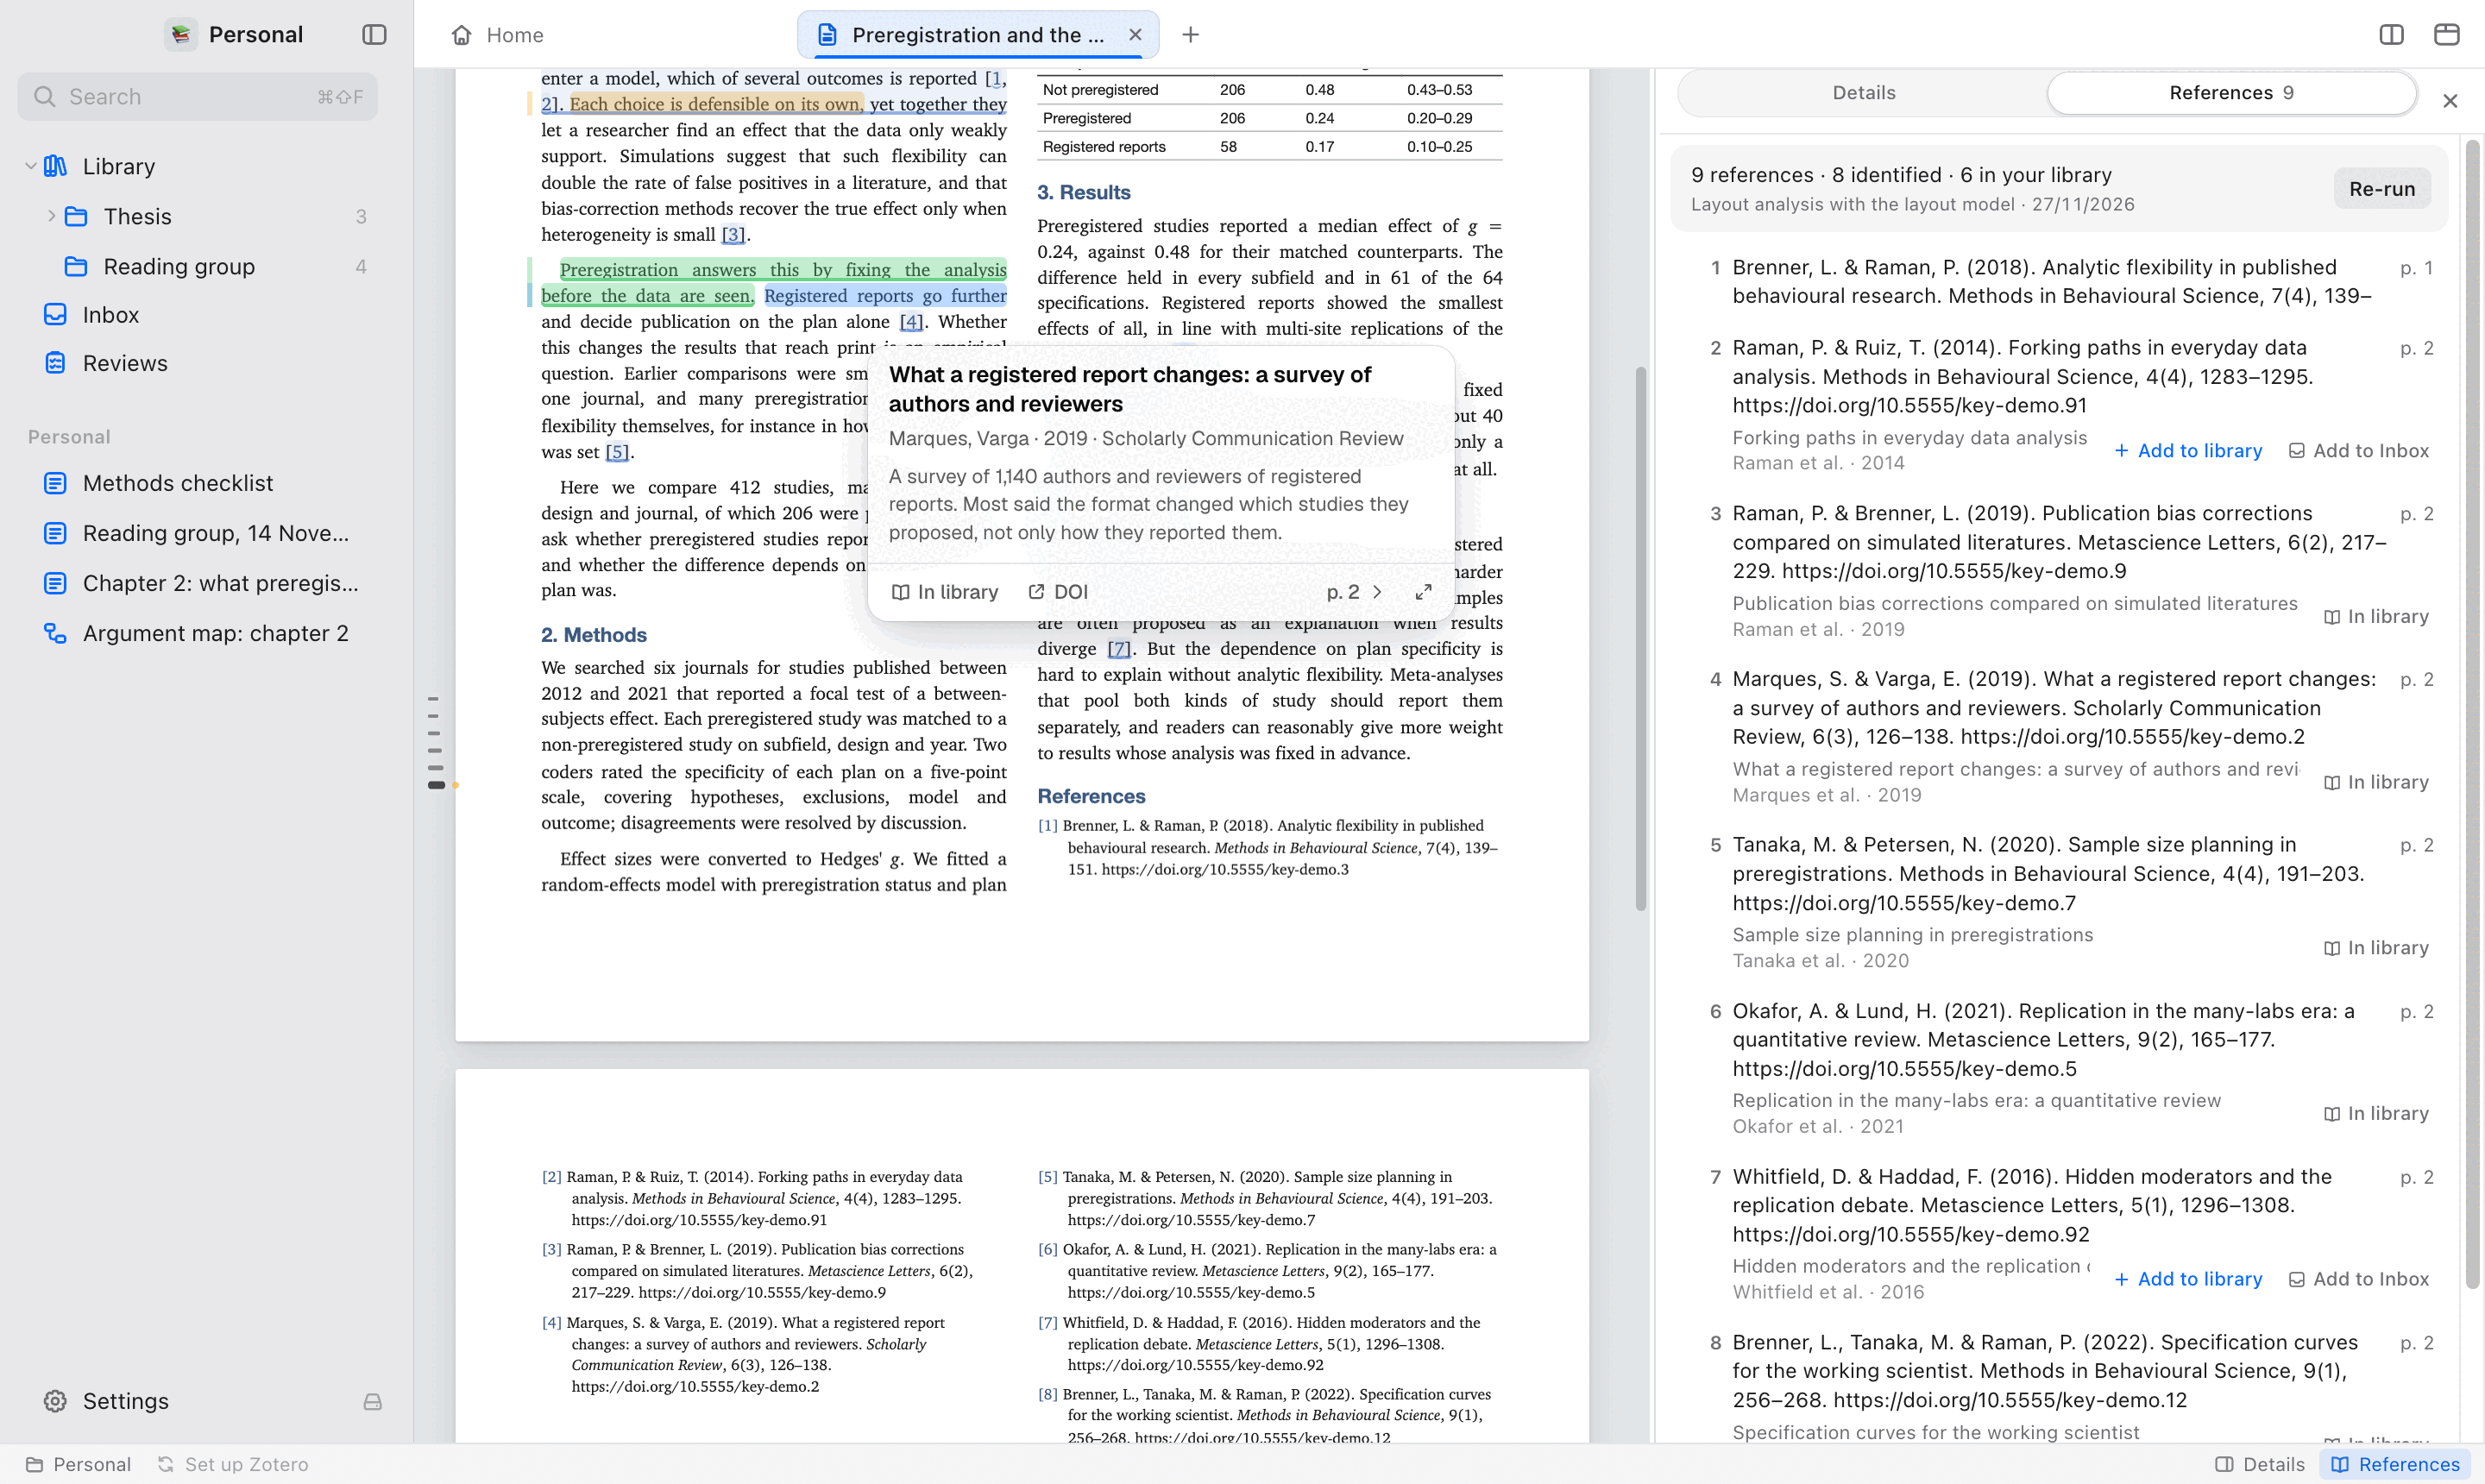 Personal
Search
⌘⇧F
Library
Thesis 3
Reading group 4
Inbox
Reviews
Personal
Methods checklist
Reading group, 14 Nove...
Chapter 2: what preregis...
Argument map: chapter 2
Settings
Personal
Set up Zotero
Home
Preregistration and the ...
enter a model, which of several outcomes is reported [1,
2]. Each choice is defensible on its own, yet together they
let a researcher find an effect that the data only weakly
support. Simulations suggest that such flexibility can
double the rate of false positives in a literature, and that
bias-correction methods recover the true effect only when
heterogeneity is small [3].
Preregistration answers this by fixing the analysis
before the data are seen. Registered reports go further
and decide publication on the plan alone [4]. Whether
this changes the results that reach print is an empirical
question. Earlier comparisons were
one journal, and many
flexibility themselves, for instance in
was set [5].
Here we compare 412 studies,
design and journal, of which 206 were
ask whether preregistered studies
and whether the difference depends on
plan was.
2. Methods
We searched six journals for studies published between
2012 and 2021 that reported a focal test of a between-
subjects effect. Each preregistered study was matched to a
non-preregistered study on subfield, design and year. Two
coders rated the specificity of each plan on a five-point
scale, covering hypotheses, exclusions, model and
outcome; disagreements were resolved by discussion.
Effect sizes were converted to Hedges' g. We fitted a
random-effects model with preregistration status and plan
Not preregistered 206 0.48 0.43–0.53
Preregistered 206 0.24 0.20–0.29
Registered reports 58 0.17 0.10–0.25
3. Results
Preregistered studies reported a median effect of g =
0.24, against 0.48 for their matched counterparts. The
difference held in every subfield and in 61 of the 64
specifications. Registered reports showed the smallest
effects of all, in line with multi-site replications of the
fixed
40
only a
at all.
What a registered report changes: a survey of
authors and reviewers
Marques, Varga · 2019 · Scholarly Communication Review
A survey of 1,140 authors and reviewers of registered
reports. Most said the format changed which studies they
proposed, not only how they reported them.
In library
DOI
p. 2
are often proposed as an explanation when results
diverge [7]. But the dependence on plan specificity is
hard to explain without analytic flexibility. Meta-analyses
that pool both kinds of study should report them
separately, and readers can reasonably give more weight
to results whose analysis was fixed in advance.
References
[1] Brenner, L. & Raman, P. (2018). Analytic flexibility in published
behavioural research. Methods in Behavioural Science, 7(4), 139–
151. https://doi.org/10.5555/key-demo.3
[2] Raman, P. & Ruiz, T. (2014). Forking paths in everyday data
analysis. Methods in Behavioural Science, 4(4), 1283–1295.
https://doi.org/10.5555/key-demo.91
[3] Raman, P. & Brenner, L. (2019). Publication bias corrections
compared on simulated literatures. Metascience Letters, 6(2),
217–229. https://doi.org/10.5555/key-demo.9
[4] Marques, S. & Varga, E. (2019). What a registered report
changes: a survey of authors and reviewers. Scholarly
Communication Review, 6(3), 126–138.
https://doi.org/10.5555/key-demo.2
[5] Tanaka, M. & Petersen, N. (2020). Sample size planning in
preregistrations. Methods in Behavioural Science, 4(4), 191–203.
https://doi.org/10.5555/key-demo.7
[6] Okafor, A. & Lund, H. (2021). Replication in the many-labs era: a
quantitative review. Metascience Letters, 9(2), 165–177.
https://doi.org/10.5555/key-demo.5
[7] Whitfield, D. & Haddad, F. (2016). Hidden moderators and the
replication debate. Metascience Letters, 5(1), 1296–1308.
https://doi.org/10.5555/key-demo.92
[8] Brenner, L., Tanaka, M. & Raman, P. (2022). Specification curves
for the working scientist. Methods in Behavioural Science, 9(1),
256–268. https://doi.org/10.5555/key-demo.12
Details
References 9
9 references · 8 identified · 6 in your library
Layout analysis with the layout model · 27/11/2026
Re-run
1 Brenner, L. & Raman, P. (2018). Analytic flexibility in published p. 1
behavioural research. Methods in Behavioural Science, 7(4), 139–
2 Raman, P. & Ruiz, T. (2014). Forking paths in everyday data p. 2
analysis. Methods in Behavioural Science, 4(4), 1283–1295.
https://doi.org/10.5555/key-demo.91
Forking paths in everyday data analysis
Raman et al. · 2014
Add to library
Add to Inbox
3 Raman, P. & Brenner, L. (2019). Publication bias corrections p. 2
compared on simulated literatures. Metascience Letters, 6(2), 217–
229. https://doi.org/10.5555/key-demo.9
Publication bias corrections compared on simulated literatures
Raman et al. · 2019
In library
4 Marques, S. & Varga, E. (2019). What a registered report changes: p. 2
a survey of authors and reviewers. Scholarly Communication
Review, 6(3), 126–138. https://doi.org/10.5555/key-demo.2
What a registered report changes: a survey of authors and revi
Marques et al. · 2019
In library
5 Tanaka, M. & Petersen, N. (2020). Sample size planning in p. 2
preregistrations. Methods in Behavioural Science, 4(4), 191–203.
https://doi.org/10.5555/key-demo.7
Sample size planning in preregistrations
Tanaka et al. · 2020
In library
6 Okafor, A. & Lund, H. (2021). Replication in the many-labs era: a p. 2
quantitative review. Metascience Letters, 9(2), 165–177.
https://doi.org/10.5555/key-demo.5
Replication in the many-labs era: a quantitative review
Okafor et al. · 2021
In library
7 Whitfield, D. & Haddad, F. (2016). Hidden moderators and the p. 2
replication debate. Metascience Letters, 5(1), 1296–1308.
https://doi.org/10.5555/key-demo.92
Hidden moderators and the replication
Whitfield et al. · 2016
Add to library
Add to Inbox
8 Brenner, L., Tanaka, M. & Raman, P. (2022). Specification curves p. 2
for the working scientist. Methods in Behavioural Science, 9(1),
256–268. https://doi.org/10.5555/key-demo.12
Specification curves for the working scientist
In library
Details
References